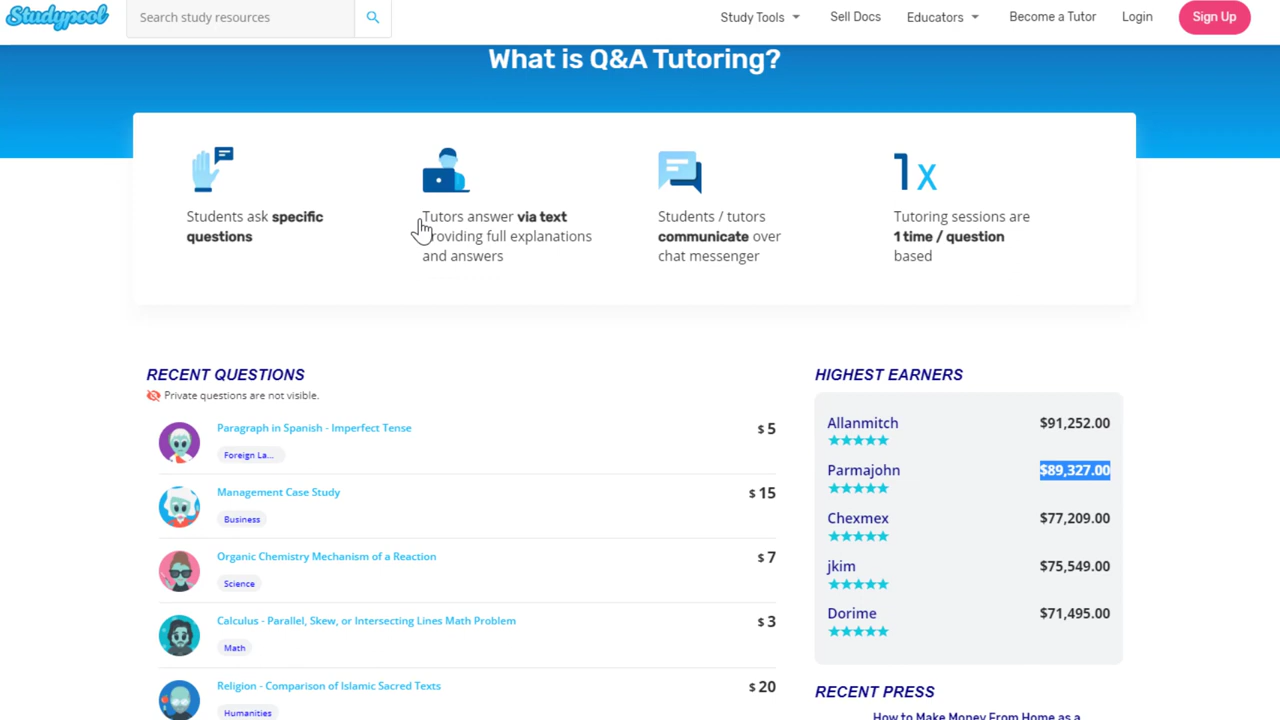 Studypool
Search study resources
Study Tools
Sell Docs
Educators
Become a Tutor
Login
Sign Up
What is Q&A Tutoring?
Students ask specific
questions
Tutors answer via text
providing full explanations
and answers
Students / tutors
communicate over
chat messenger
1x
Tutoring sessions are
1 time / question
based
RECENT QUESTIONS
Private questions are not visible.
Paragraph in Spanish - Imperfect Tense
$ 5
Foreign La...
Management Case Study
$ 15
Business
Organic Chemistry Mechanism of a Reaction
$ 7
Science
Calculus - Parallel, Skew, or Intersecting Lines Math Problem
$ 3
Math
Religion - Comparison of Islamic Sacred Texts
$ 20
Humanities
HIGHEST EARNERS
Allanmitch $91,252.00
Parmajohn $89,327.00
Chexmex $77,209.00
jkim $75,549.00
Dorime $71,495.00
RECENT PRESS
How to Make Money From Home as a